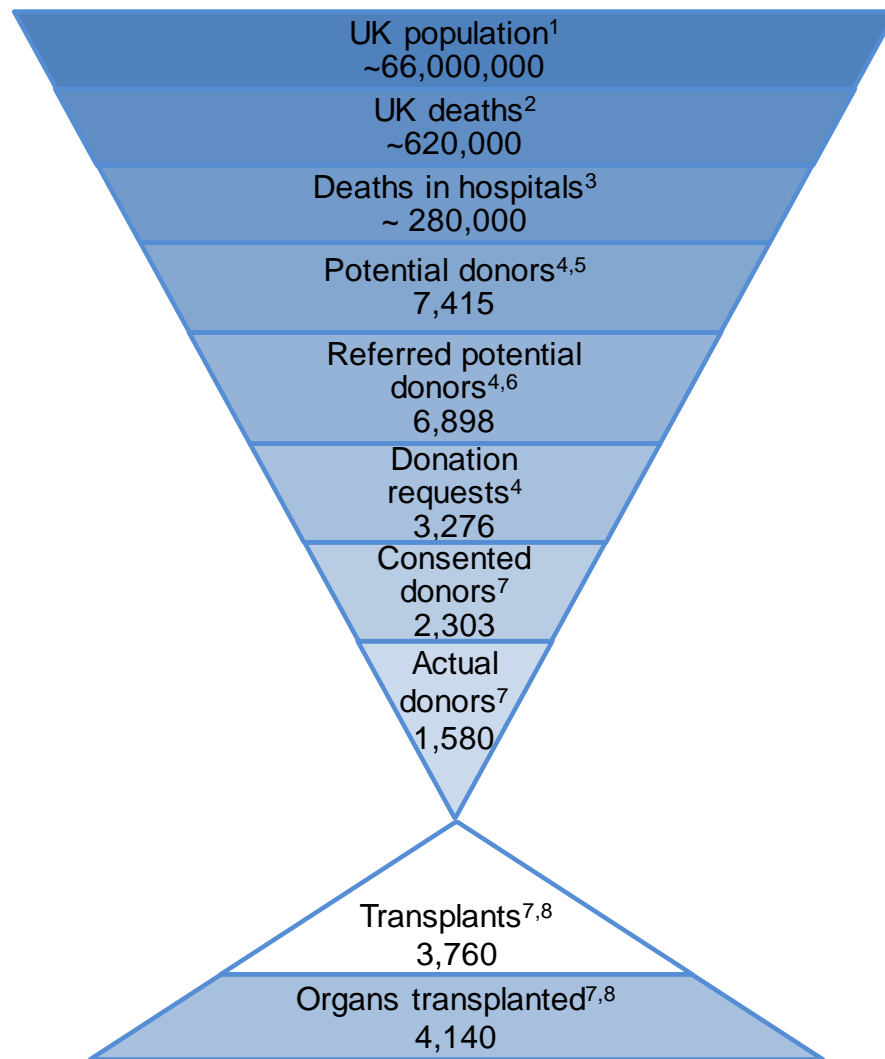 UK population¹
~66,000,000
UK deaths²
~620,000
Deaths in hospitals³
~ 280,000
Potential donors⁴,⁵
7,415
Referred potential
donors⁴,⁶
6,898
Donation
requests⁴
3,276
Consented
donors⁷
2,303
Actual
donors⁷
1,580
Transplants⁷,⁸
3,760
Organs transplanted⁷,⁸
4,140